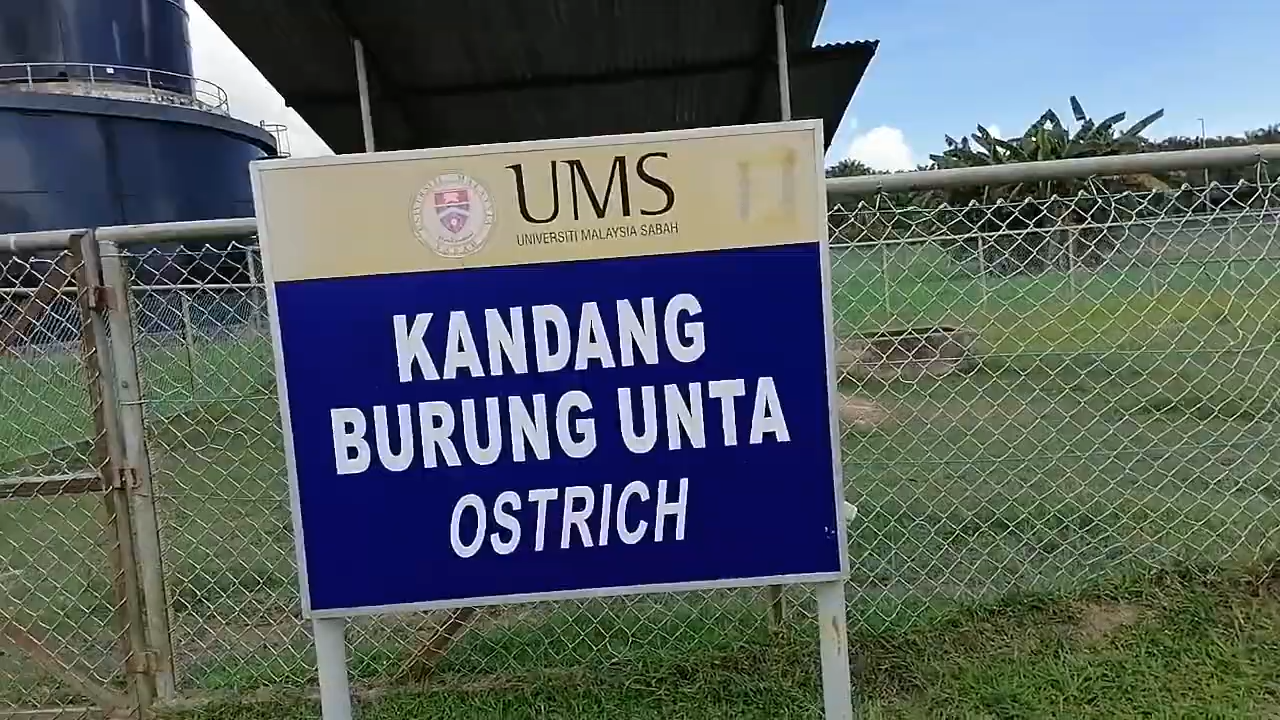 UMS
UNIVERSITI MALAYSIA SABAH
KANDANG
BURUNG UNTA
OSTRICH